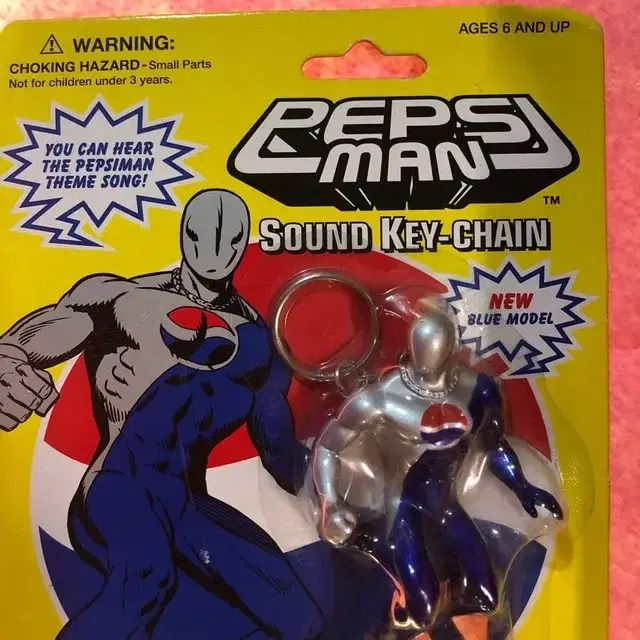 WARNING:
CHOKING HAZARD - Small Parts
Not for children under 3 years.
AGES 6 AND UP
YOU CAN HEAR
THE PEPSIMAN
THEME SONG!
PEPSI
MAN
TM
SOUND KEY-CHAIN
NEW
BLUE MODEL